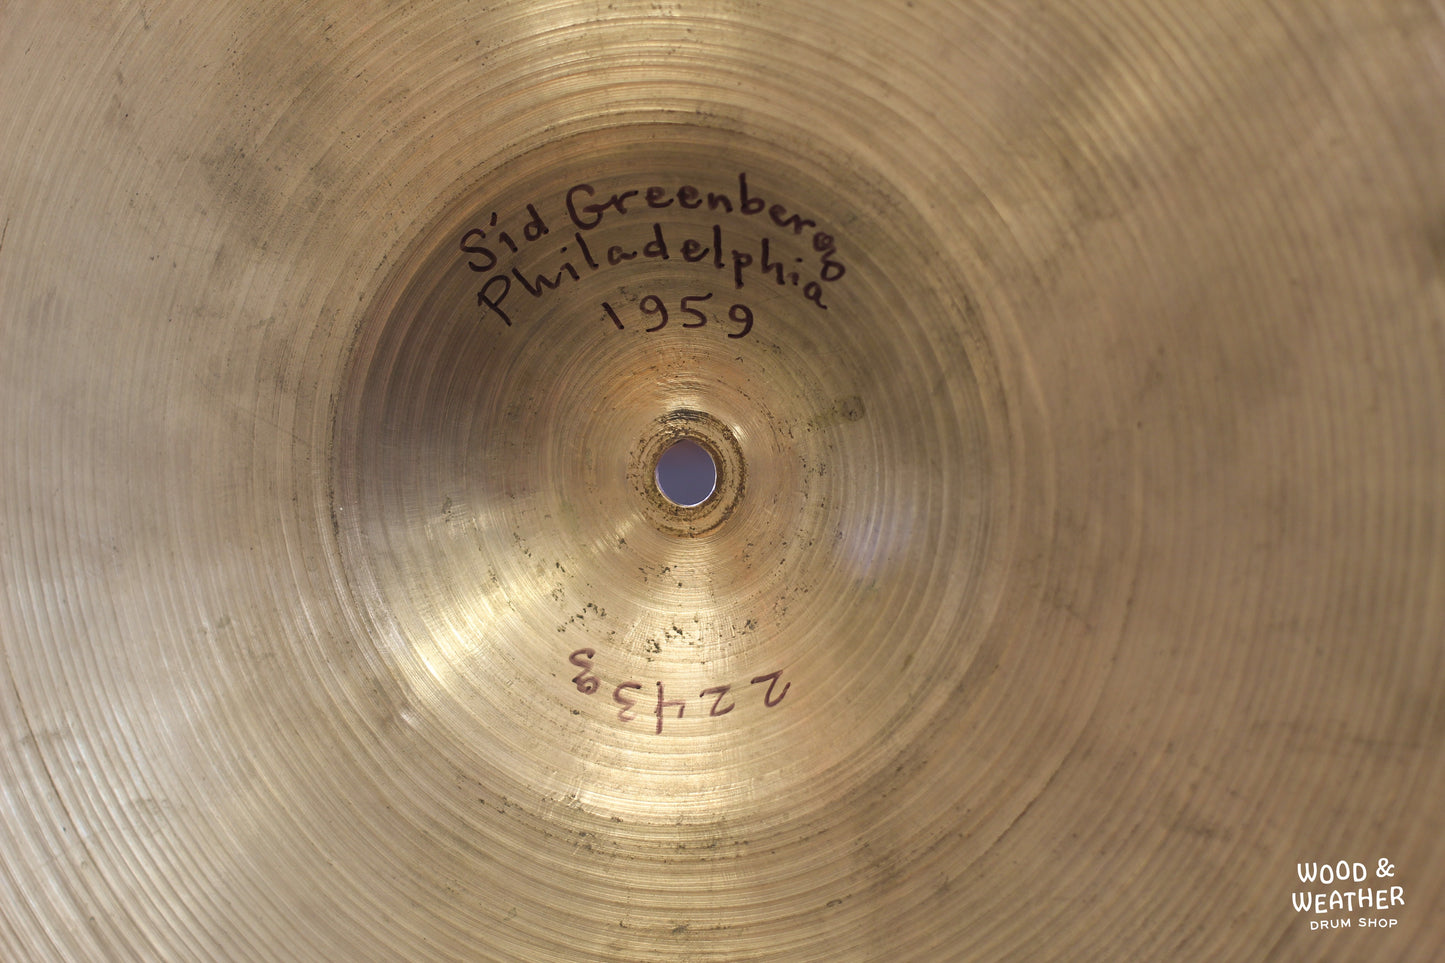 Sid Greenberg
Philadelphia
1959
2243g
WOOD &
WEATHER
DRUM SHOP